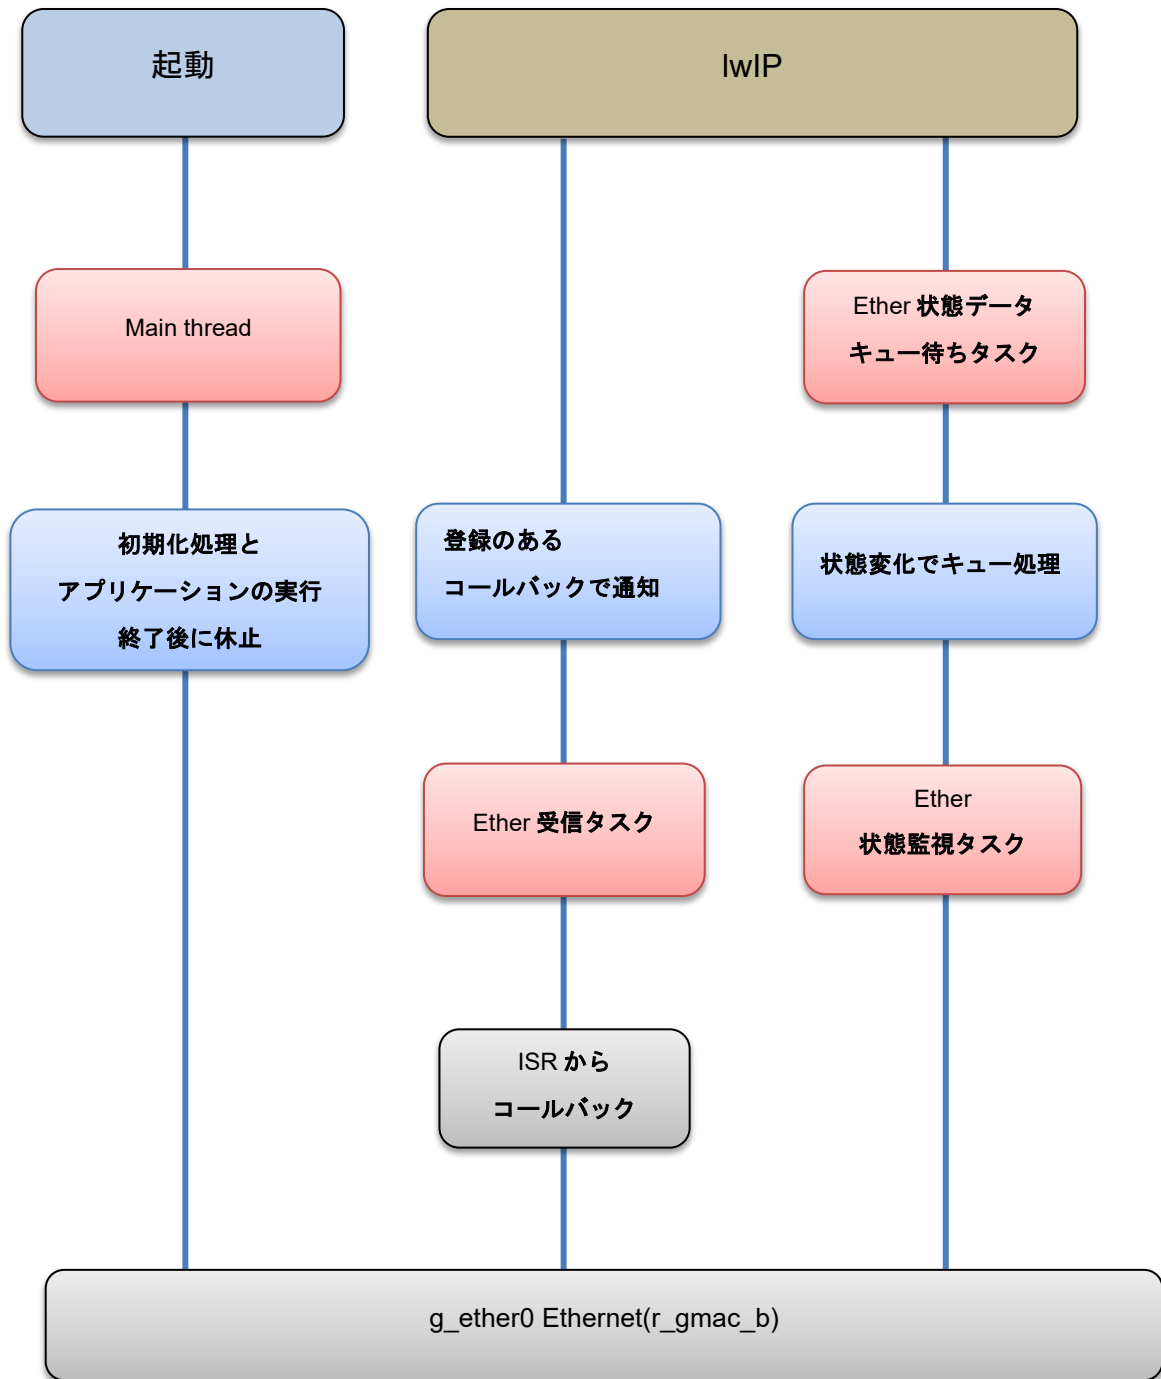 起動
lwIP
Main thread
Ether 状態データ
キュー待ちタスク
初期化処理と
アプリケーションの実行
終了後に休止
登録のある
コールバックで通知
状態変化でキュー処理
Ether 受信タスク
Ether
状態監視タスク
ISR から
コールバック
g_ether0 Ethernet(r_gmac_b)